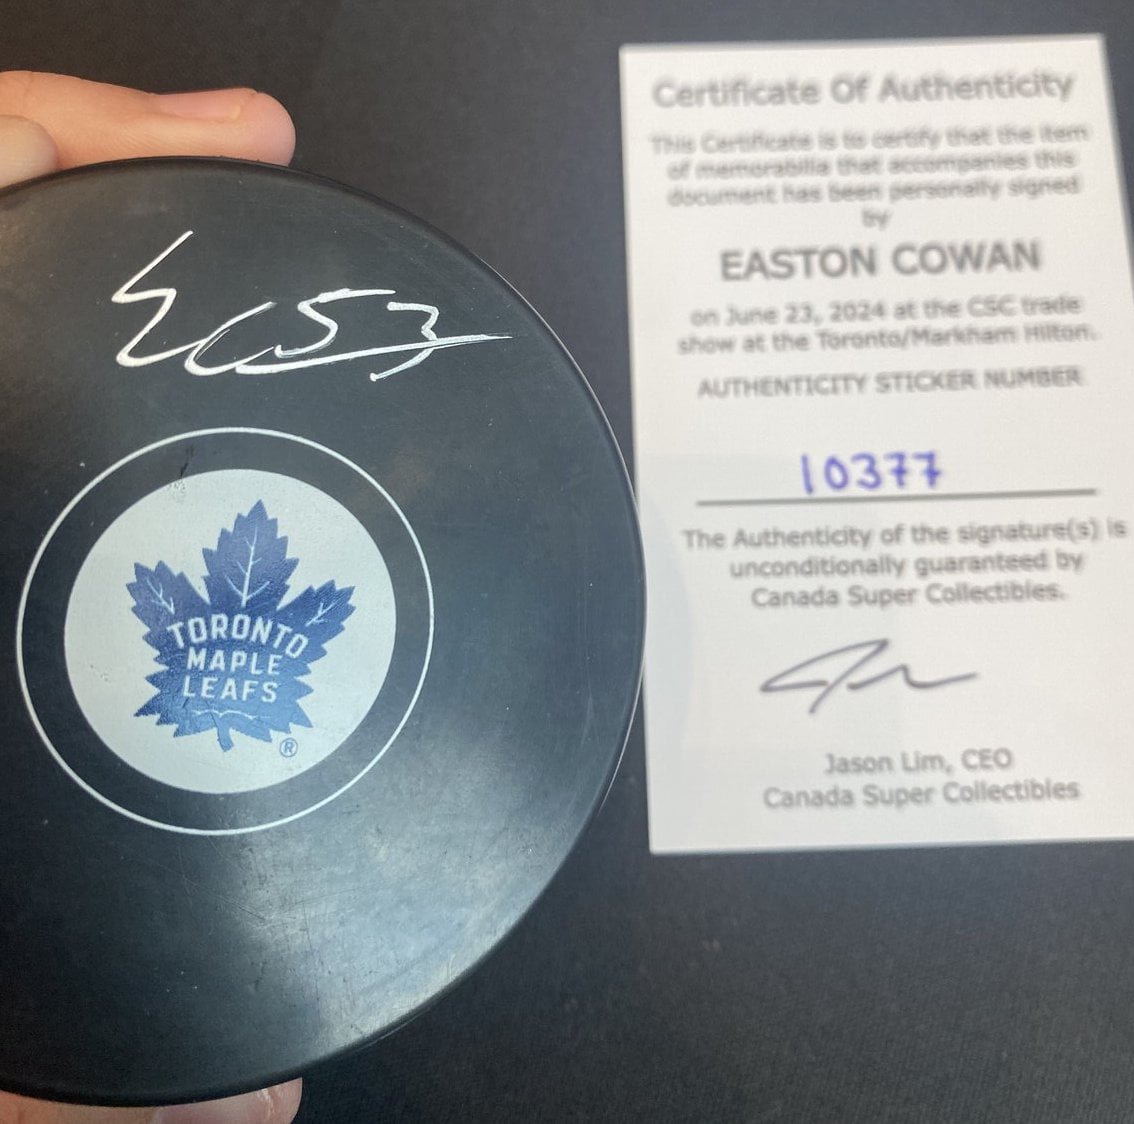 EC 53
TORONTO
MAPLE
LEAFS
®
Certificate Of Authenticity
This Certificate is to certify that the item
of memorabilia that accompanies this
document has been personally signed
by
EASTON COWAN
on June 23, 2024 at the CSC trade
show at the Toronto/Markham Hilton.
AUTHENTICITY STICKER NUMBER
10377
The Authenticity of the signature(s) is
unconditionally guaranteed by
Canada Super Collectibles.
Jason Lim, CEO
Canada Super Collectibles